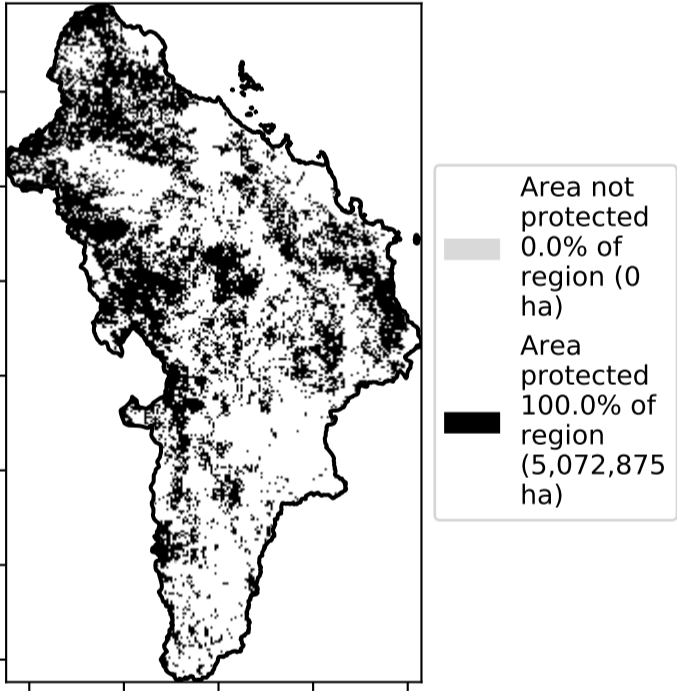 Area not
protected
0.0% of
region (0
ha)
Area
protected
100.0% of
region
(5,072,875
ha)